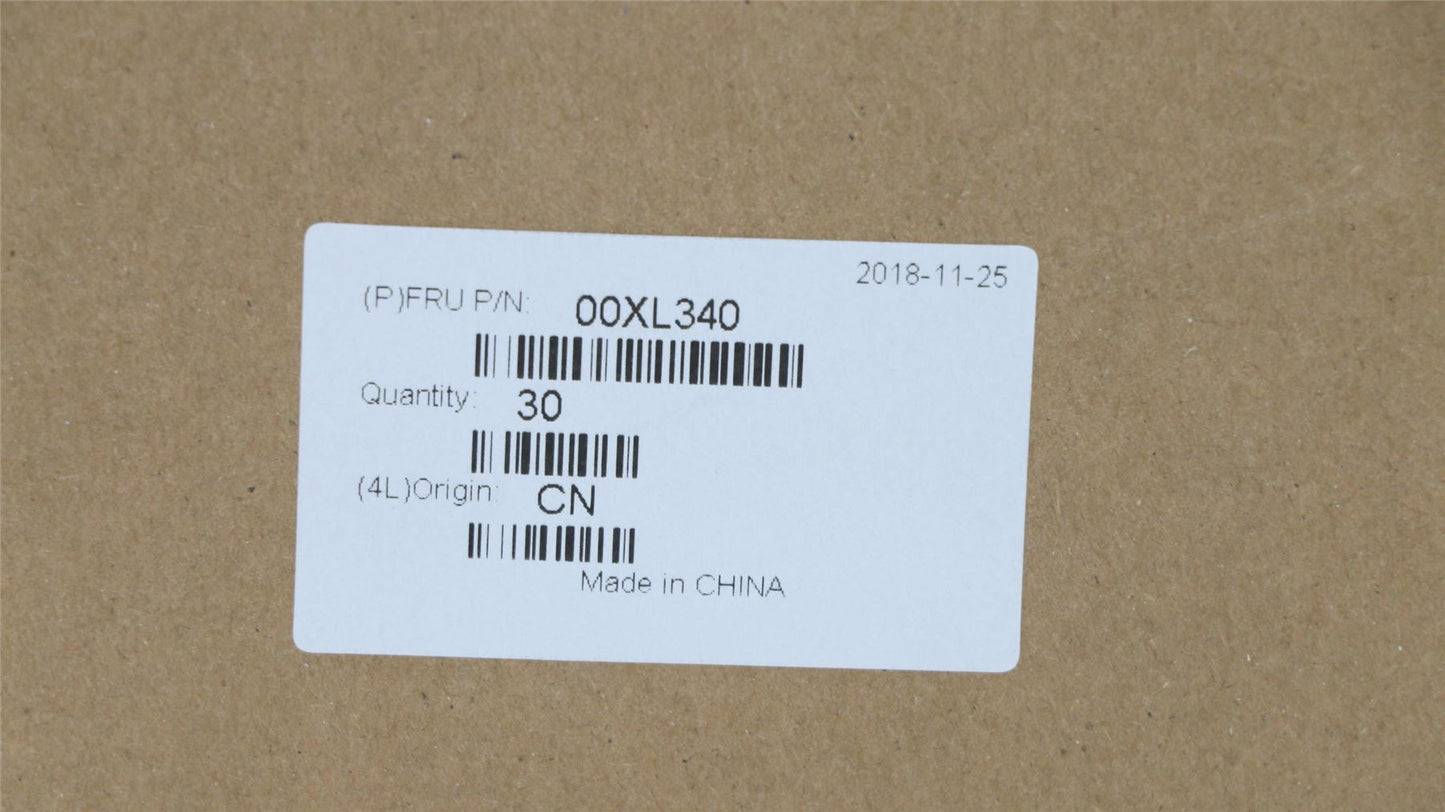 2018-11-25
(P)FRU P/N: 00XL340
Quantity: 30
(4L)Origin: CN
Made in CHINA